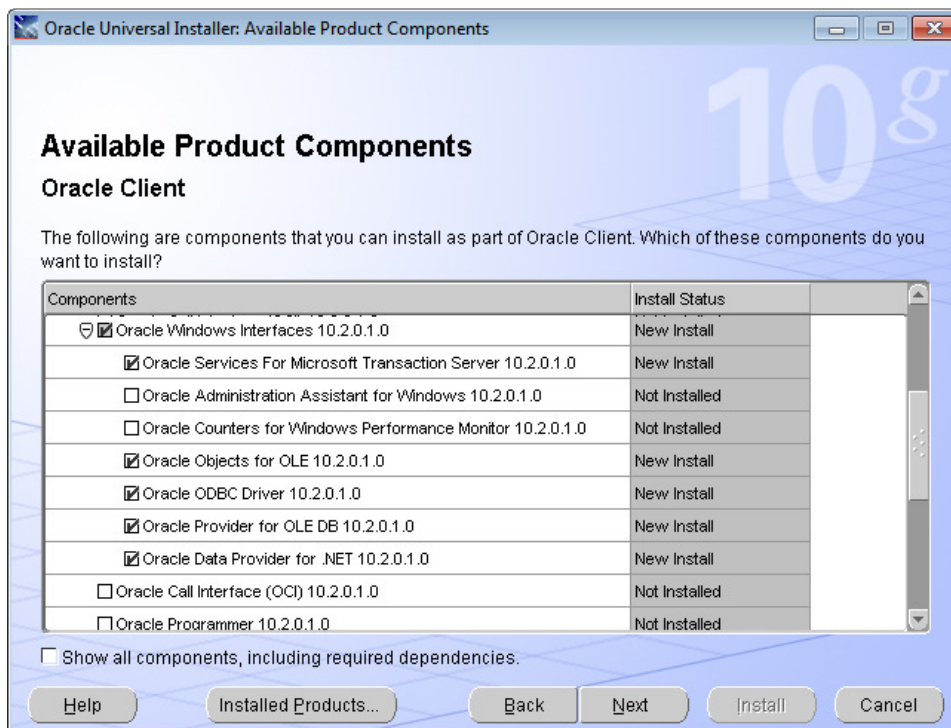 Oracle Universal Installer: Available Product Components
10g
Available Product Components
Oracle Client
The following are components that you can install as part of Oracle Client. Which of these components do you
want to install?
Components Install Status
Oracle Windows Interfaces 10.2.0.1.0 New Install
Oracle Services For Microsoft Transaction Server 10.2.0.1.0 New Install
Oracle Administration Assistant for Windows 10.2.0.1.0 Not Installed
Oracle Counters for Windows Performance Monitor 10.2.0.1.0 Not Installed
Oracle Objects for OLE 10.2.0.1.0 New Install
Oracle ODBC Driver 10.2.0.1.0 New Install
Oracle Provider for OLE DB 10.2.0.1.0 New Install
Oracle Data Provider for .NET 10.2.0.1.0 New Install
Oracle Call Interface (OCI) 10.2.0.1.0 Not Installed
Oracle Programmer 10.2.0.1.0 Not Installed
Show all components, including required dependencies.
Help Installed Products... Back Next Install Cancel